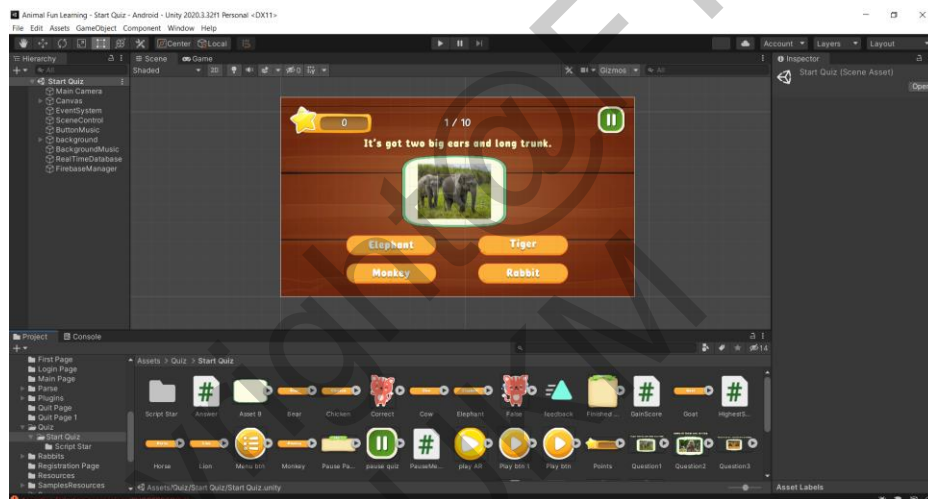 Animal Fun Learning - Start Quiz - Android - Unity 2020.3.32f1 Personal <DX11>
File Edit Assets GameObject Component Window Help
Center Local
Account Layers Layout
Hierarchy
Scene Game
Inspector
All
Shaded 2D 0 Gizmos All
Start Quiz
Start Quiz (Scene Asset)
Open
Main Camera
Canvas
EventSystem
SceneControl
ButtonMusic
background
BackgroundMusic
RealTimeDatabase
FirebaseManager
0
1 / 10
It's got two big ears and long trunk.
Elephant Tiger
Monkey Rabbit
Project Console
14
First Page
Login Page
Main Page
Parse
Plugins
Quit Page
Quit Page 1
Quiz
Start Quiz
Script Star
Rabbits
Registration Page
Resources
SamplesResources
Assets > Quiz > Start Quiz
Script Star Answer Asset 8 Bear Chicken Correct Cow Elephant False feedback Finished ... GainScore Goat HighestS...
Horse Lion Menu btn Monkey Pause Pa... pause quiz PauseMe... play AR Play btn 1 Play btn Points Question1 Question2 Question3
Assets/Quiz/Start Quiz/Start Quiz.unity
Asset Labels